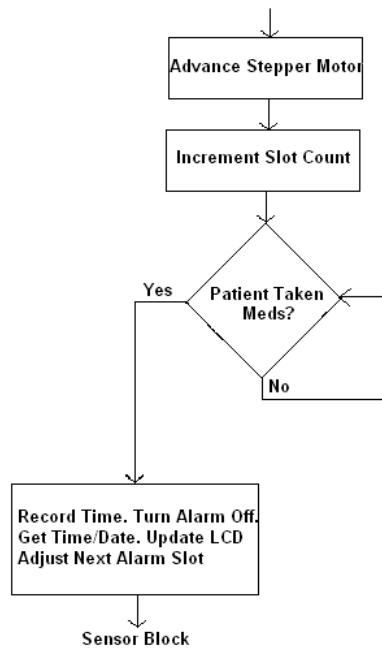 Advance Stepper Motor
Increment Slot Count
Patient Taken
Meds?
Yes
No
Record Time. Turn Alarm Off.
Get Time/Date. Update LCD
Adjust Next Alarm Slot
Sensor Block